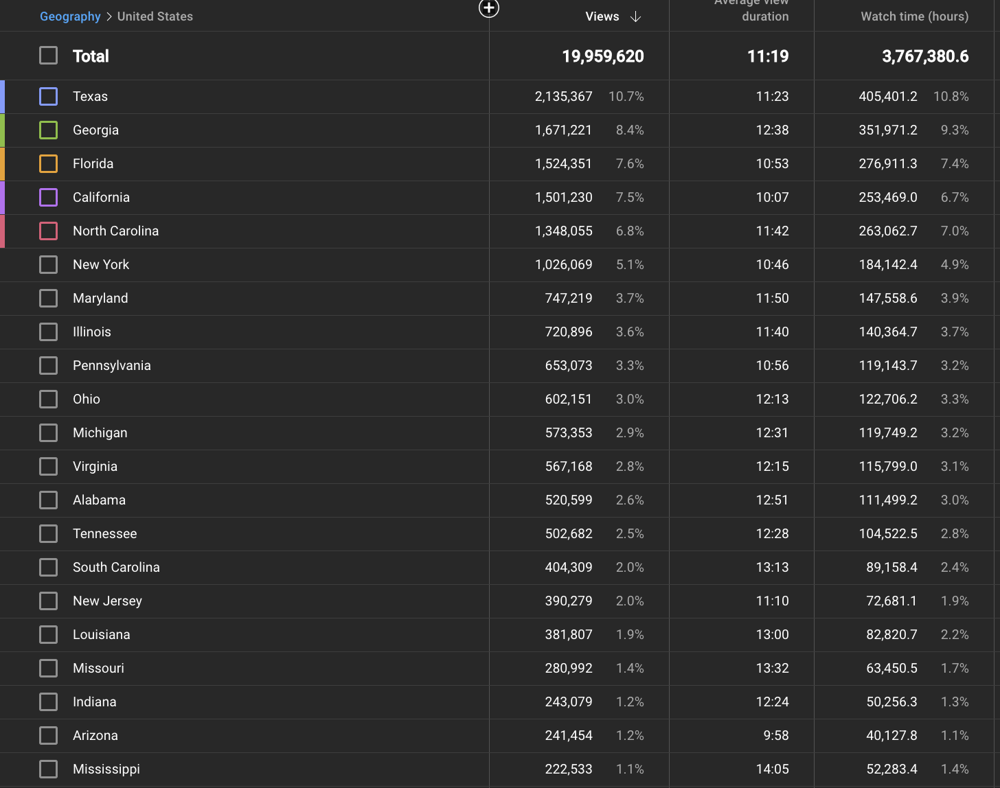 Geography > United States Views ↓ Average view duration Watch time (hours)
Total 19,959,620 11:19 3,767,380.6
Texas 2,135,367 10.7% 11:23 405,401.2 10.8%
Georgia 1,671,221 8.4% 12:38 351,971.2 9.3%
Florida 1,524,351 7.6% 10:53 276,911.3 7.4%
California 1,501,230 7.5% 10:07 253,469.0 6.7%
North Carolina 1,348,055 6.8% 11:42 263,062.7 7.0%
New York 1,026,069 5.1% 10:46 184,142.4 4.9%
Maryland 747,219 3.7% 11:50 147,558.6 3.9%
Illinois 720,896 3.6% 11:40 140,364.7 3.7%
Pennsylvania 653,073 3.3% 10:56 119,143.7 3.2%
Ohio 602,151 3.0% 12:13 122,706.2 3.3%
Michigan 573,353 2.9% 12:31 119,749.2 3.2%
Virginia 567,168 2.8% 12:15 115,799.0 3.1%
Alabama 520,599 2.6% 12:51 111,499.2 3.0%
Tennessee 502,682 2.5% 12:28 104,522.5 2.8%
South Carolina 404,309 2.0% 13:13 89,158.4 2.4%
New Jersey 390,279 2.0% 11:10 72,681.1 1.9%
Louisiana 381,807 1.9% 13:00 82,820.7 2.2%
Missouri 280,992 1.4% 13:32 63,450.5 1.7%
Indiana 243,079 1.2% 12:24 50,256.3 1.3%
Arizona 241,454 1.2% 9:58 40,127.8 1.1%
Mississippi 222,533 1.1% 14:05 52,283.4 1.4%